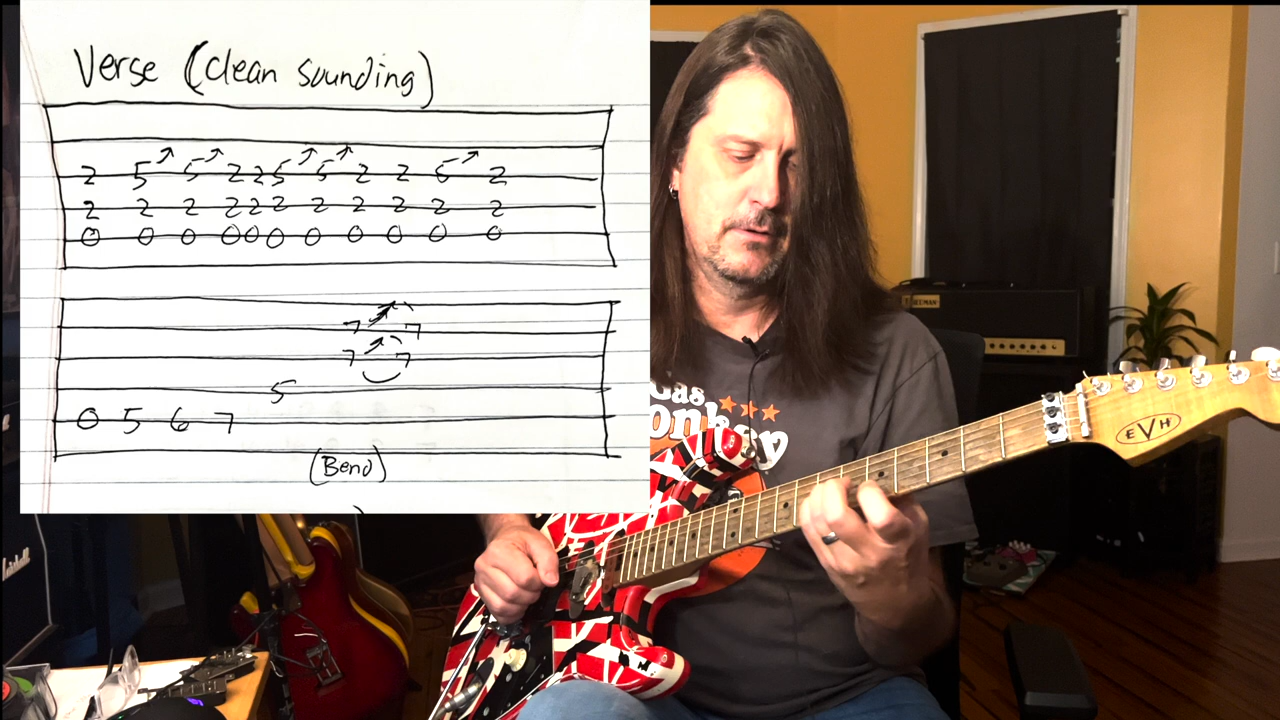 Verse (clean sounding)
2 5 5 2 2 5 5 2 2 5 2
2 2 2 2 2 2 2 2 2 2 2
0 0 0 0 0 0 0 0 0 0 0
7 7
7 7
5
0 5 6 7
(Bend)
Gas
Monkey
EVH
Marshall